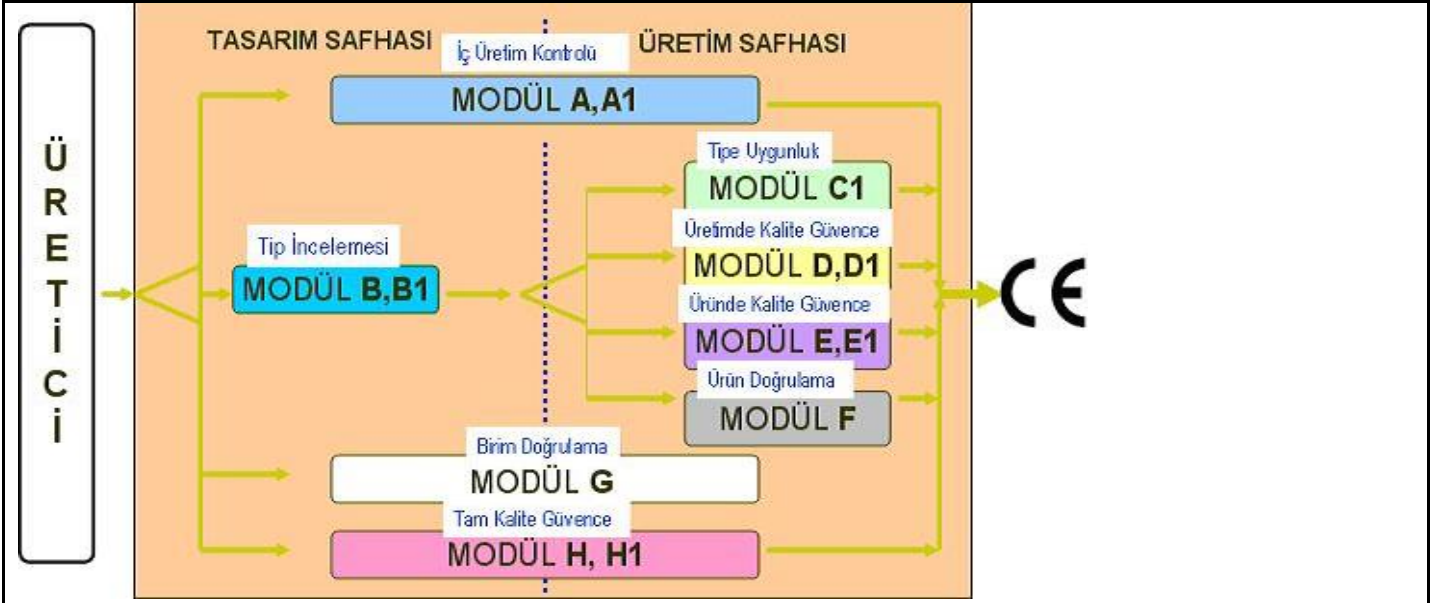 ÜRETİCİ
TASARIM SAFHASI
ÜRETİM SAFHASI
İç Üretim Kontrolü
MODÜL A,A1
Tipe Uygunluk
MODÜL C1
Üretimde Kalite Güvence
MODÜL D,D1
Tip İncelemesi
MODÜL B,B1
Üründe Kalite Güvence
MODÜL E,E1
Ürün Doğrulama
MODÜL F
Birim Doğrulama
MODÜL G
Tam Kalite Güvence
MODÜL H, H1
CE